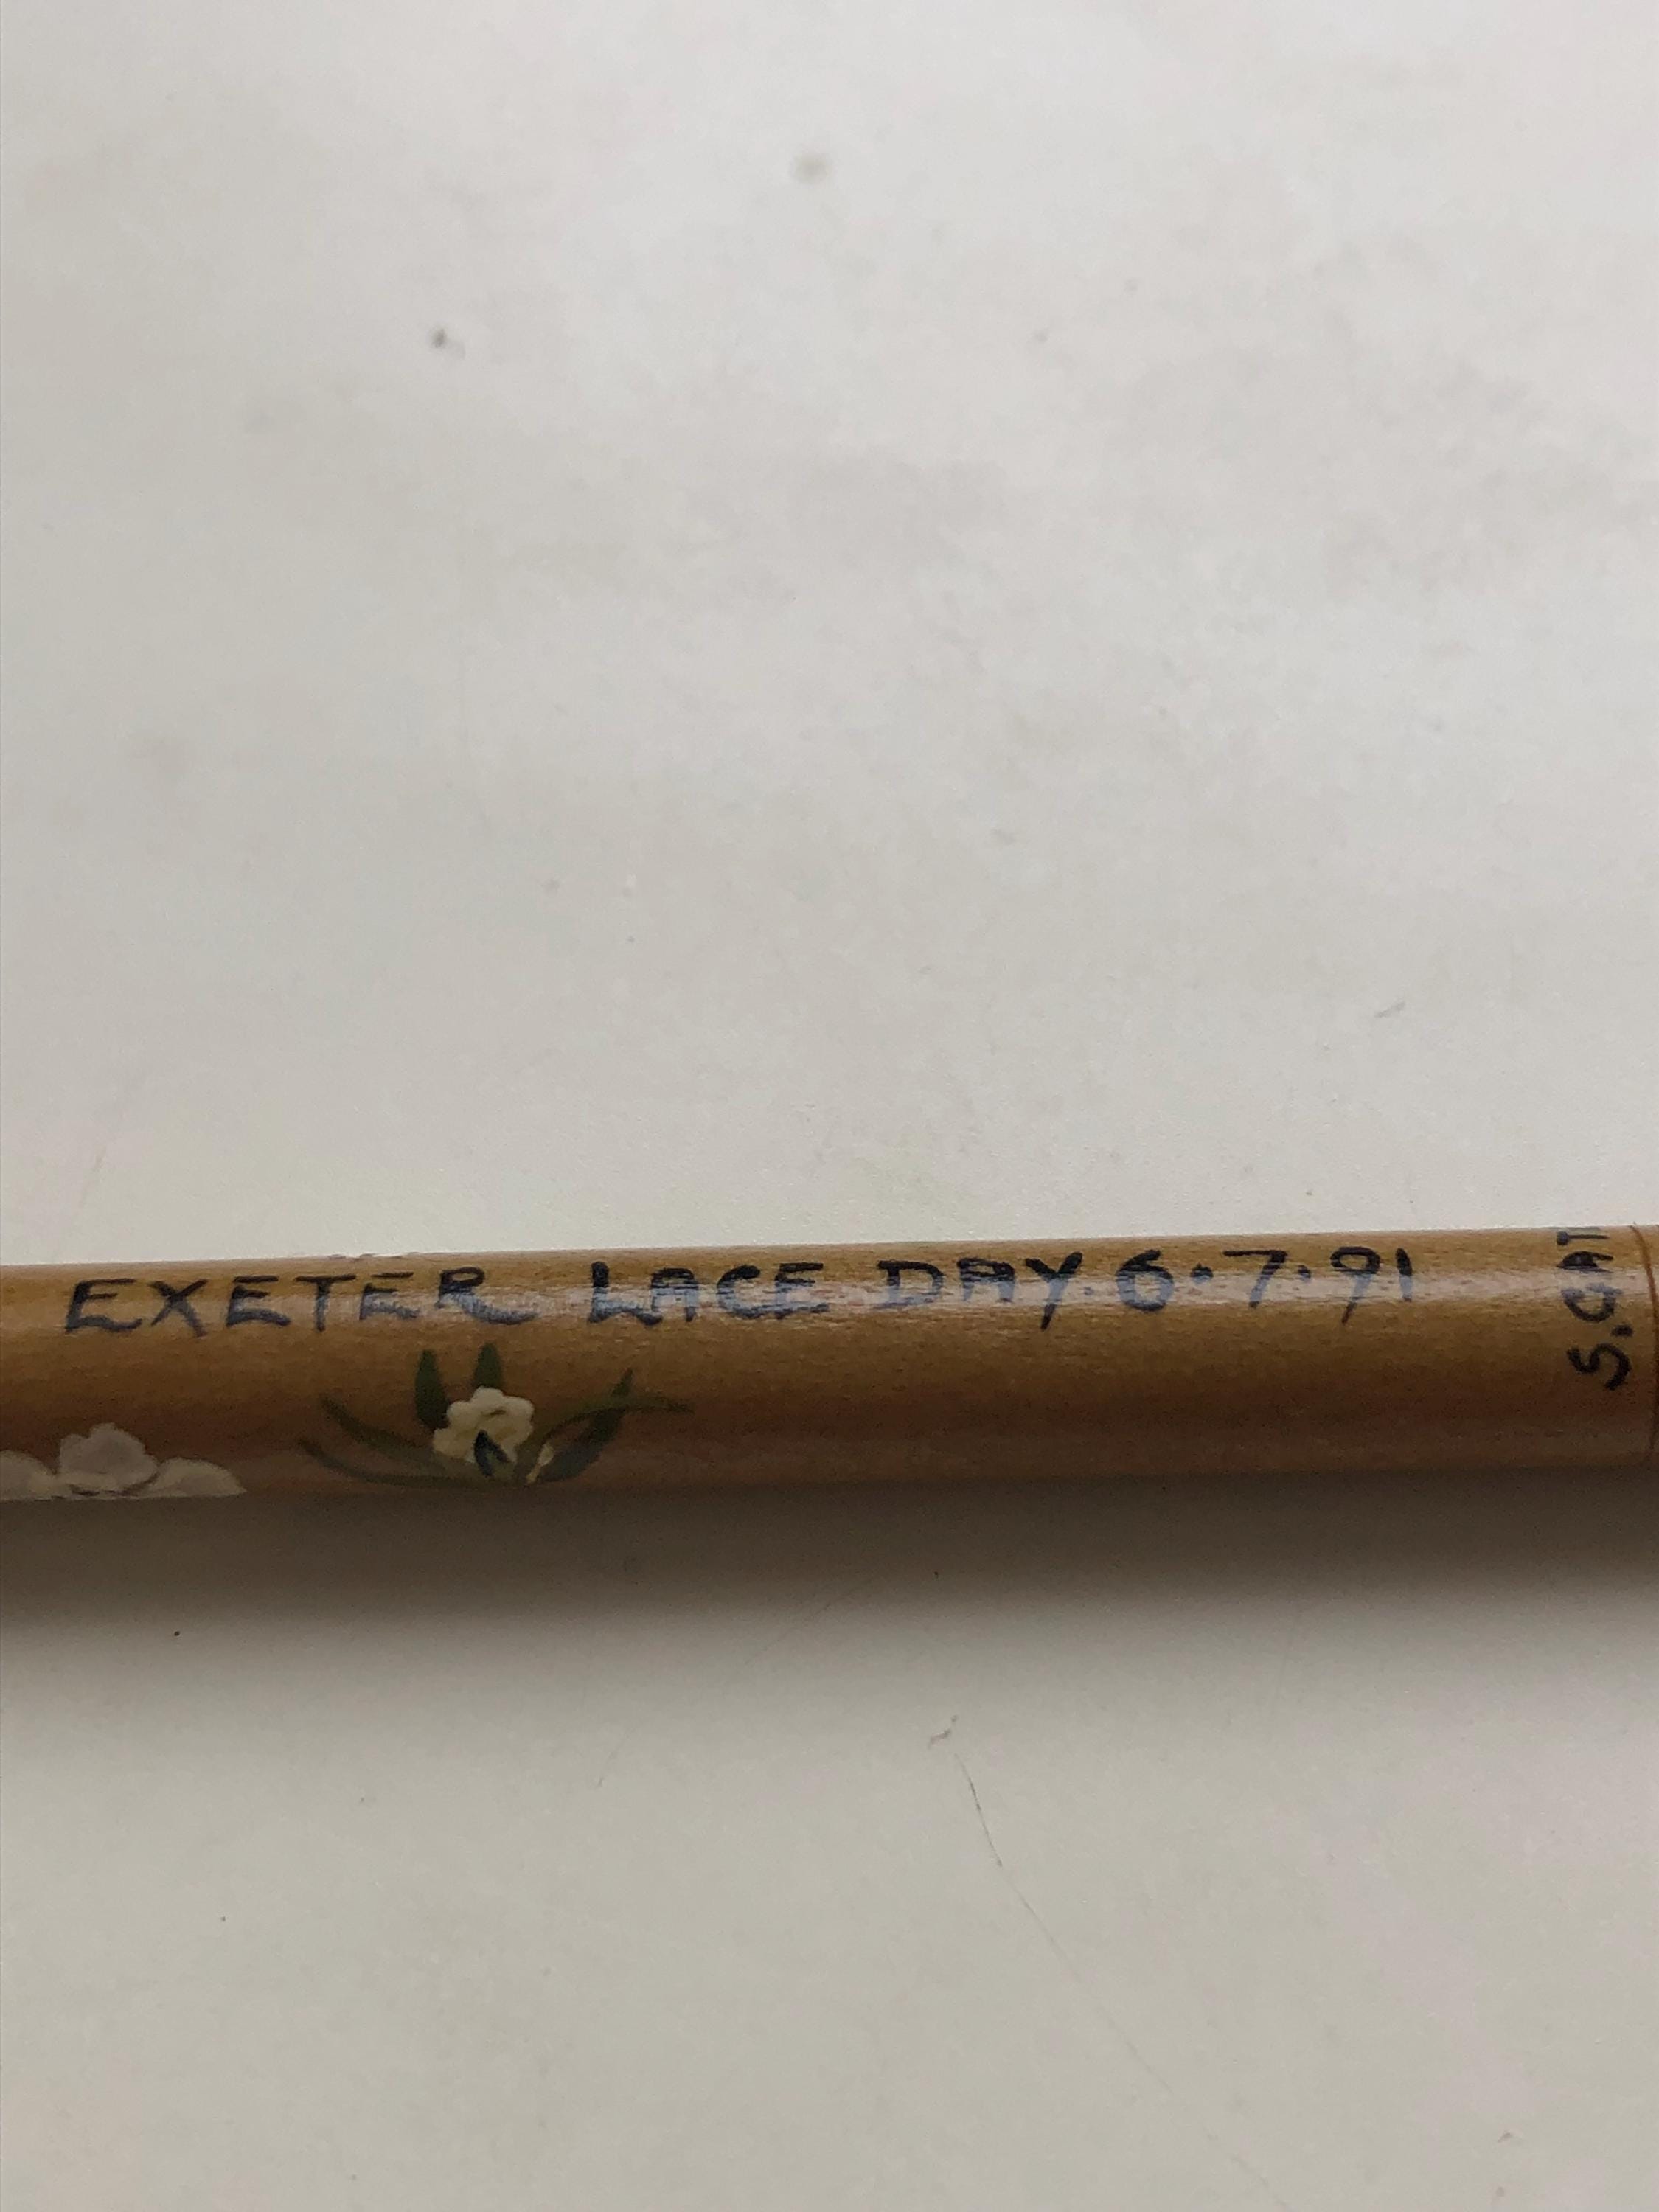 EXETER LACE DAY. 6.7.91